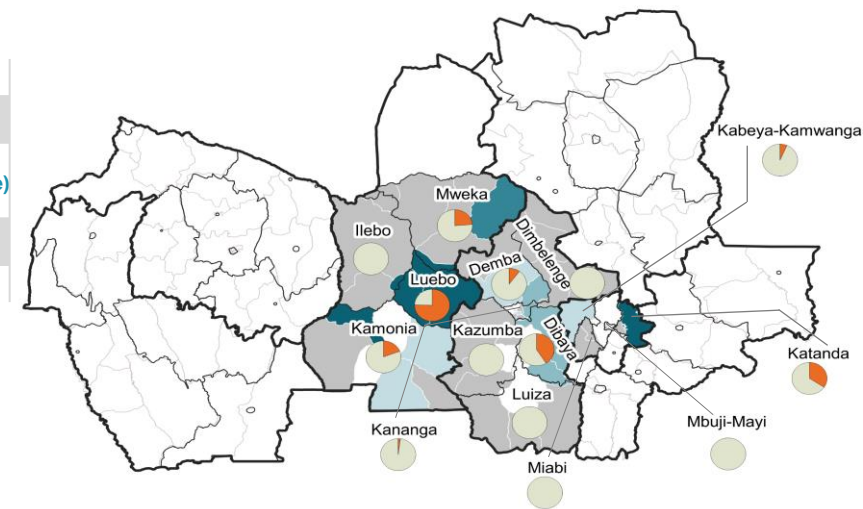 Kabeya-Kamwanga
Mweka
Ilebo
Dimbelenge
Demba
Luebo
Kamonia
Kazumba
Dibaya
Katanda
Luiza
Kananga
Mbuji-Mayi
Miabi